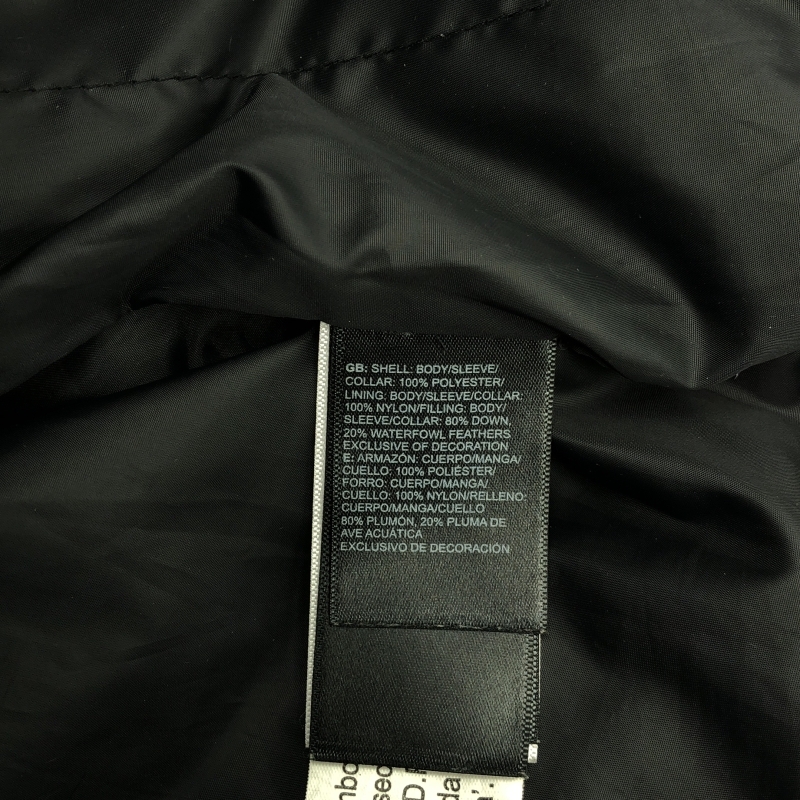 GB: SHELL: BODY/SLEEVE/
COLLAR: 100% POLYESTER/
LINING: BODY/SLEEVE/COLLAR:
100% NYLON/FILLING: BODY/
SLEEVE/COLLAR: 80% DOWN,
20% WATERFOWL FEATHERS
EXCLUSIVE OF DECORATION
E: ARMAZÓN: CUERPO/MANGA/
CUELLO: 100% POLIÉSTER/
FORRO: CUERPO/MANGA/
CUELLO: 100% NYLON/RELLENO:
CUERPO/MANGA/CUELLO
80% PLUMÓN, 20% PLUMA DE
AVE ACUÁTICA
EXCLUSIVO DE DECORACIÓN